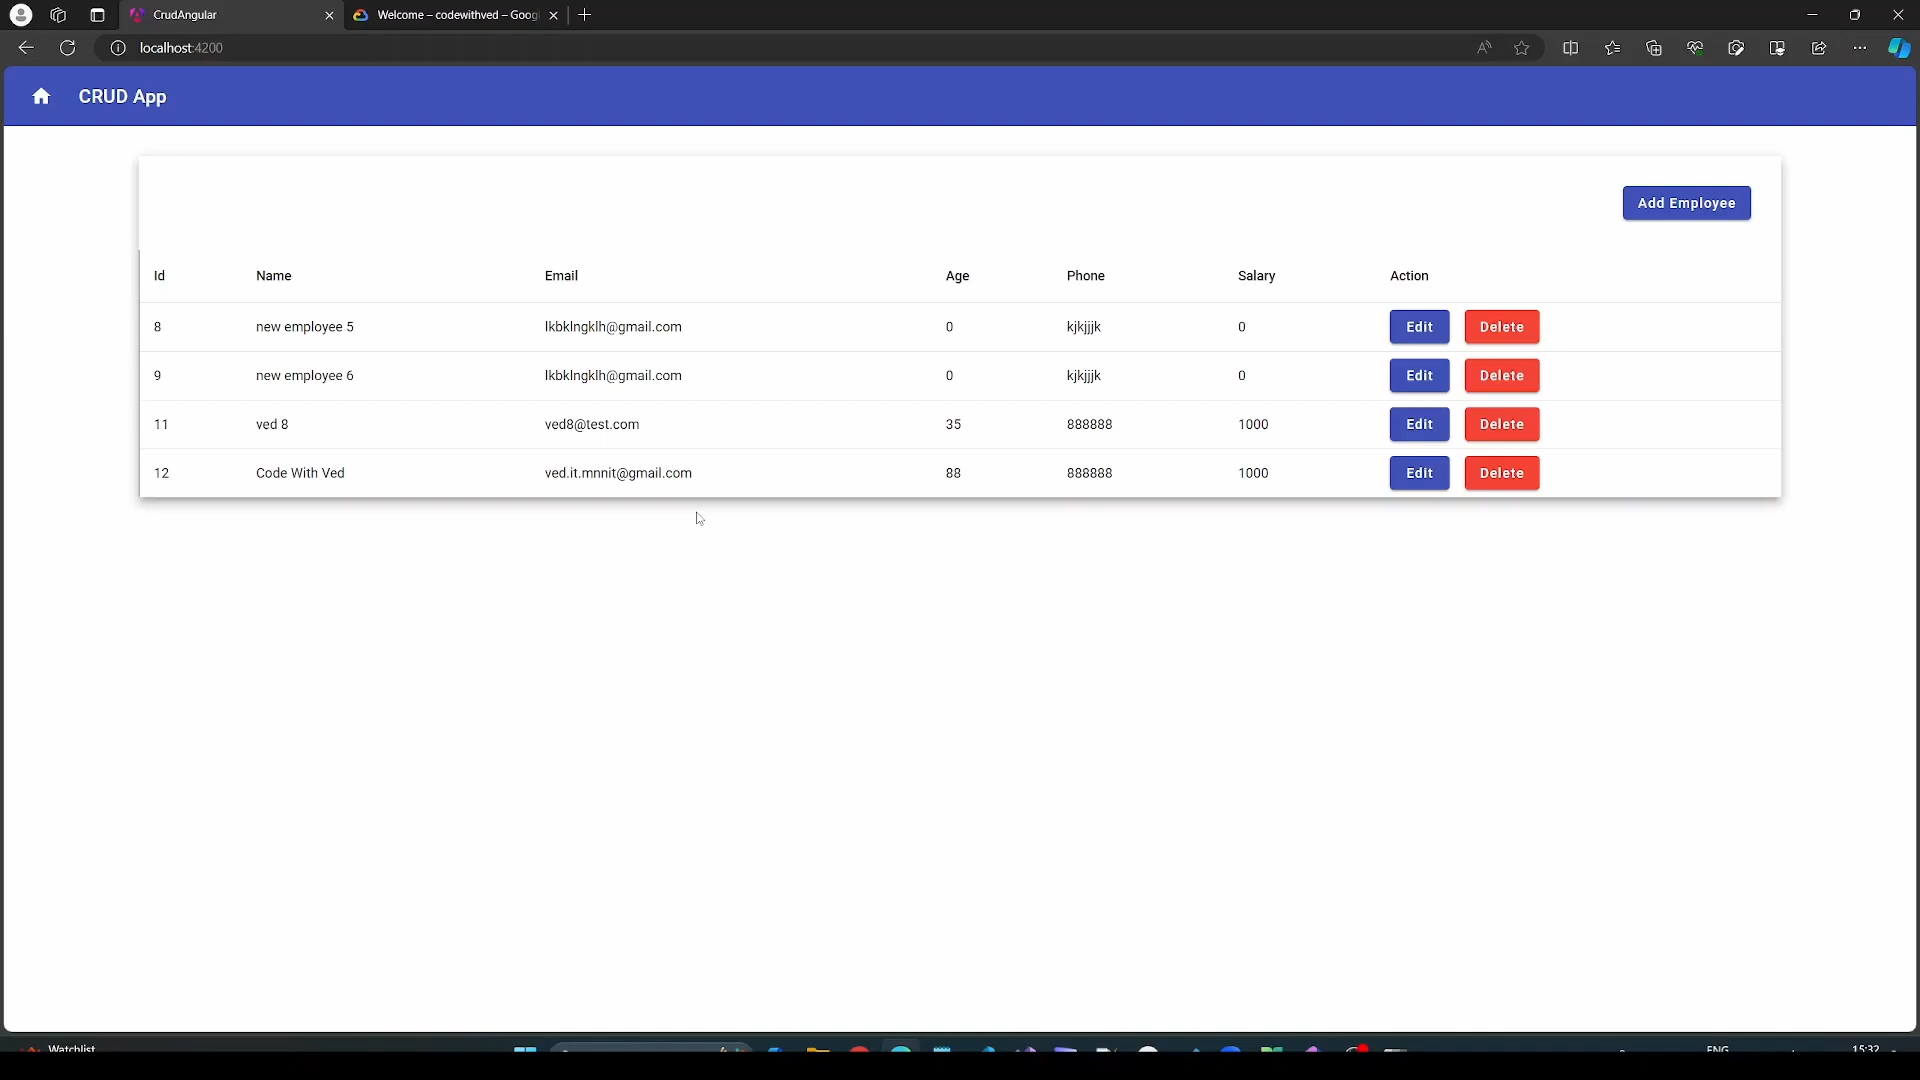 CrudAngular
Welcome – codewithved – Goog
localhost:4200
CRUD App
Add Employee
Id Name Email Age Phone Salary Action
8 new employee 5 lkbklngklh@gmail.com 0 kjkjjjk 0 Edit Delete
9 new employee 6 lkbklngklh@gmail.com 0 kjkjjjk 0 Edit Delete
11 ved 8 ved8@test.com 35 888888 1000 Edit Delete
12 Code With Ved ved.it.mnnit@gmail.com 88 888888 1000 Edit Delete
Watchlist ENG 15:32